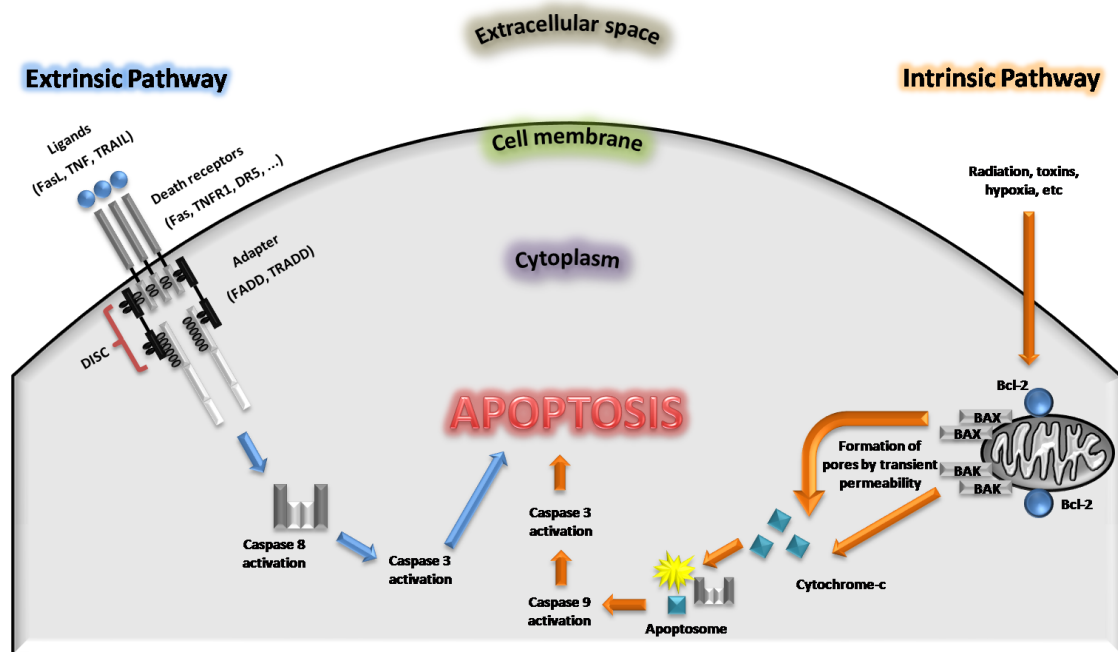 Extracellular space
Extrinsic Pathway
Intrinsic Pathway
Cell membrane
Ligands
(FasL, TNF, TRAIL)
Death receptors
(Fas, TNFR1, DR5, ...)
Adapter
(FADD, TRADD)
DISC
Cytoplasm
Radiation, toxins,
hypoxia, etc
APOPTOSIS
Bcl-2
BAX
BAX
BAK
BAK
Bcl-2
Formation of
pores by transient
permeability
Caspase 8
activation
Caspase 3
activation
Caspase 3
activation
Caspase 9
activation
Apoptosome
Cytochrome-c